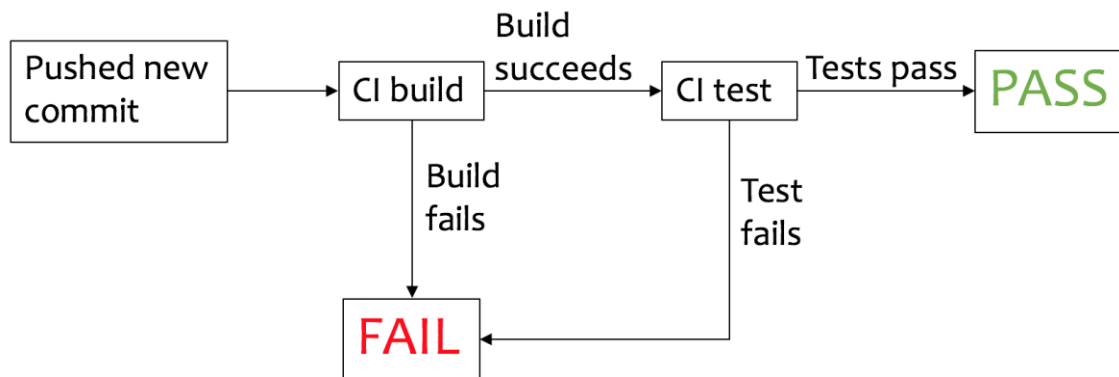 Pushed new
commit
CI build
Build
succeeds
CI test
Tests pass
PASS
Build
fails
Test
fails
FAIL